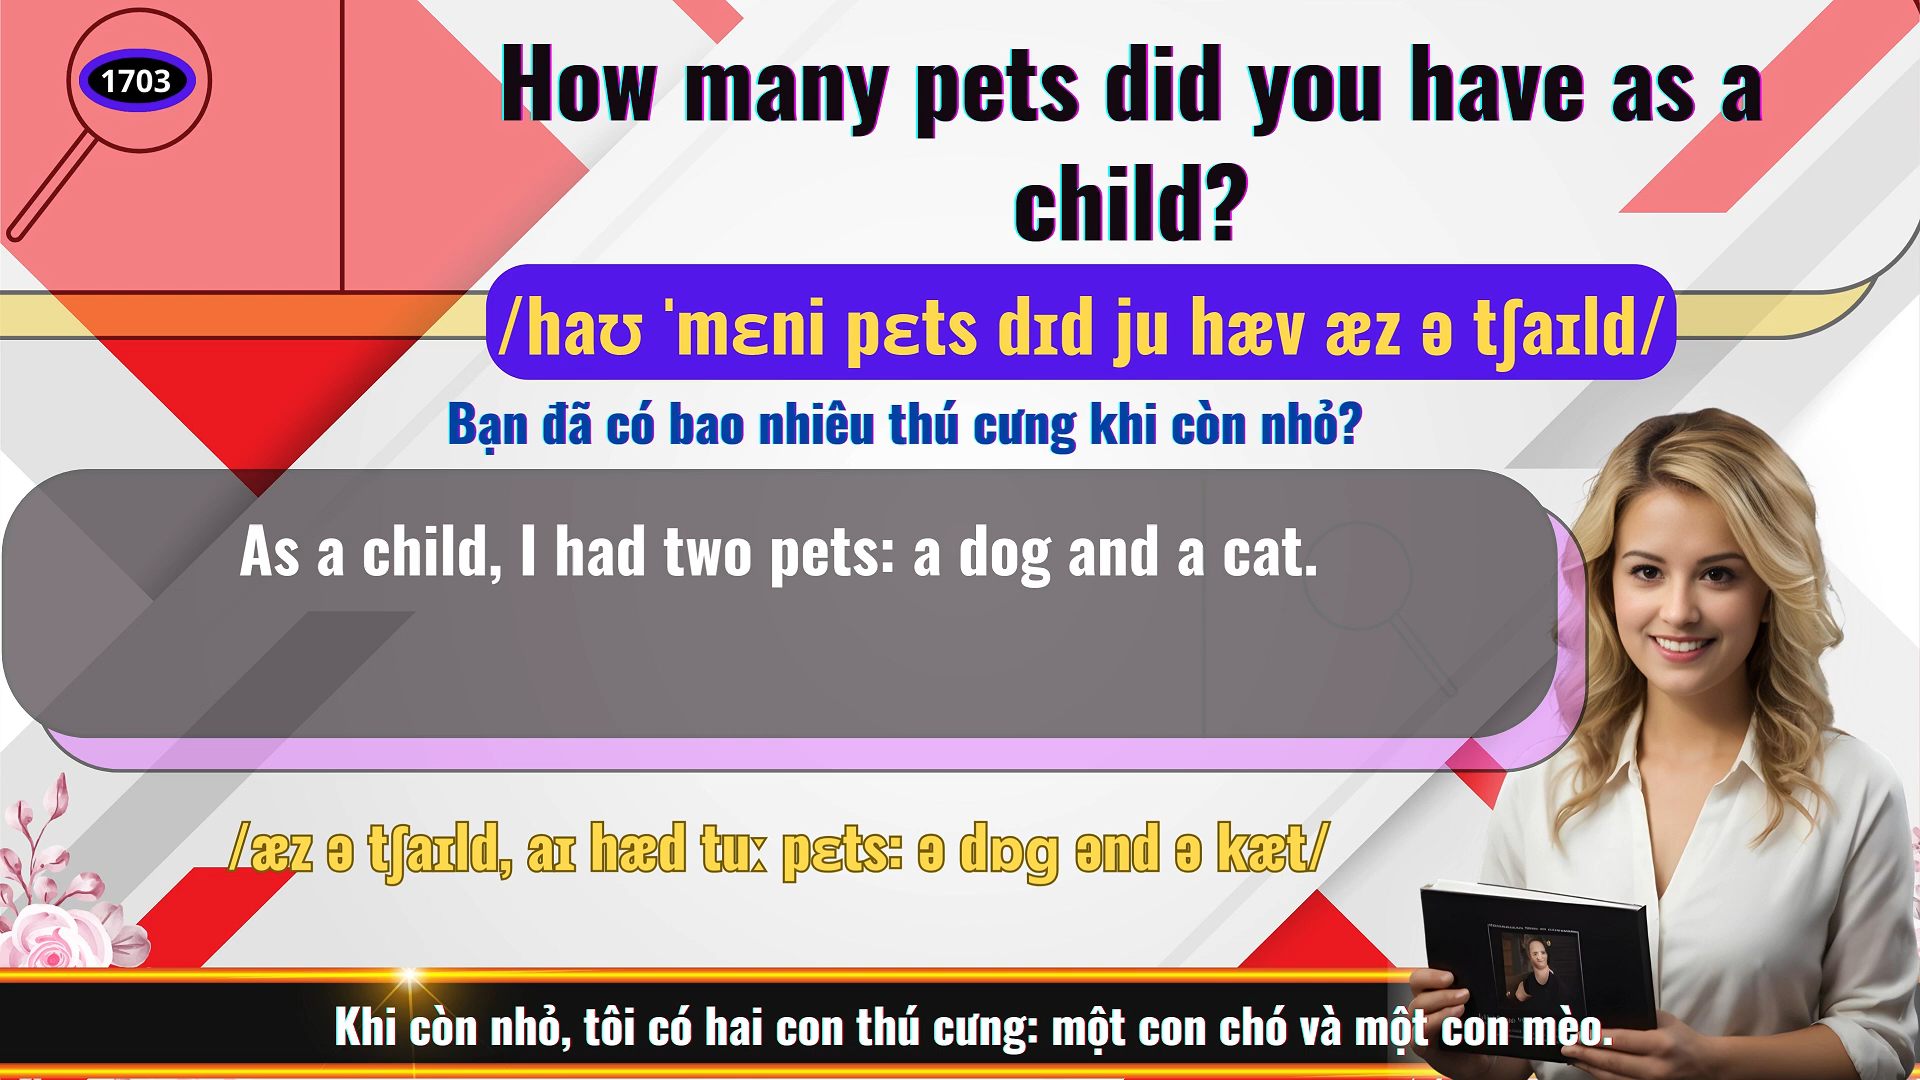 1703
How many pets did you have as a
child?
/haʊ ˈmɛni pɛts dɪd ju hæv æz ə tʃaɪld/
Bạn đã có bao nhiêu thú cưng khi còn nhỏ?
As a child, I had two pets: a dog and a cat.
/æz ə tʃaɪld, aɪ hæd tuː pɛts: ə dɒg ənd ə kæt/
Khi còn nhỏ, tôi có hai con thú cưng: một con chó và một con mèo.